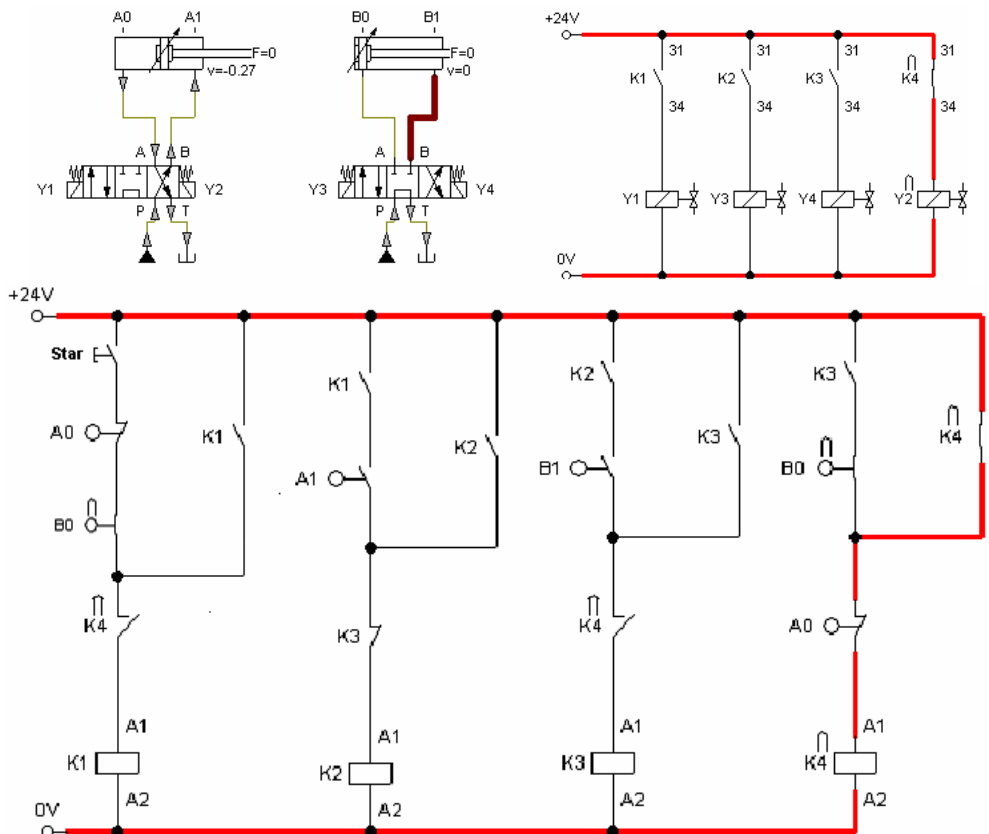 A0 A1 B0 B1
+24V
F=0 F=0
v=-0.27 v=0
31 31 31 31
K1 K2 K3 K4
34 34 34 34
A B A B
Y1 Y2 Y3 Y4
P T P T
Y1 Y3 Y4 Y2
0V
+24V
Star
K1 K2 K3
A0 K1 K2 K3 K4
A1 B1 B0
B0
K4 K3 K4 A0
A1 A1 A1 A1
K1 K2 K3 K4
A2 A2 A2 A2
0V